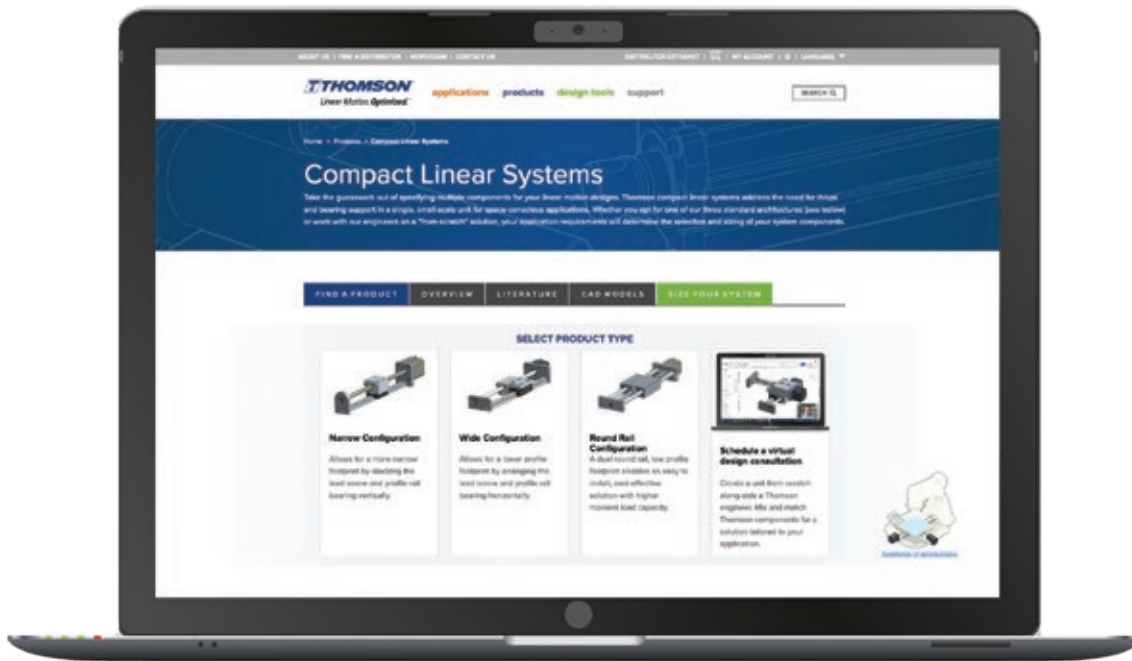 ABOUT US | FIND A DISTRIBUTOR | NEWSROOM | CONTACT US
DISTRIBUTOR EXTRANET | MY ACCOUNT | LANGUAGE
THOMSON
Linear Motion. Optimized.
applications products design tools support
SEARCH
Home > Products > Compact Linear Systems
Compact Linear Systems
Take the guesswork out of specifying multiple components for your linear motion designs. Thomson compact linear systems address the need for thrust
and bearing support in a single, small-scale unit for space-conscious applications. Whether you opt for one of our three standard architectures (see below)
or work with our engineers on a "from scratch" solution, your application requirements will determine the selection and sizing of your system components.
FIND A PRODUCT OVERVIEW LITERATURE CAD MODELS SIZE YOUR SYSTEM
SELECT PRODUCT TYPE
Narrow Configuration
Allows for a more narrow
footprint by stacking the
lead screw and profile rail
bearing vertically.
Wide Configuration
Allows for a lower profile
footprint by arranging the
lead screw and profile rail
bearing horizontally.
Round Rail
Configuration
A dual round rail, low profile
footprint enables an easy to
install, cost-effective
solution with higher
moment load capacity.
Schedule a virtual
design consultation
Create a unit from scratch
along side a Thomson
engineer. Mix and match
Thomson components for a
solution tailored to your
application.